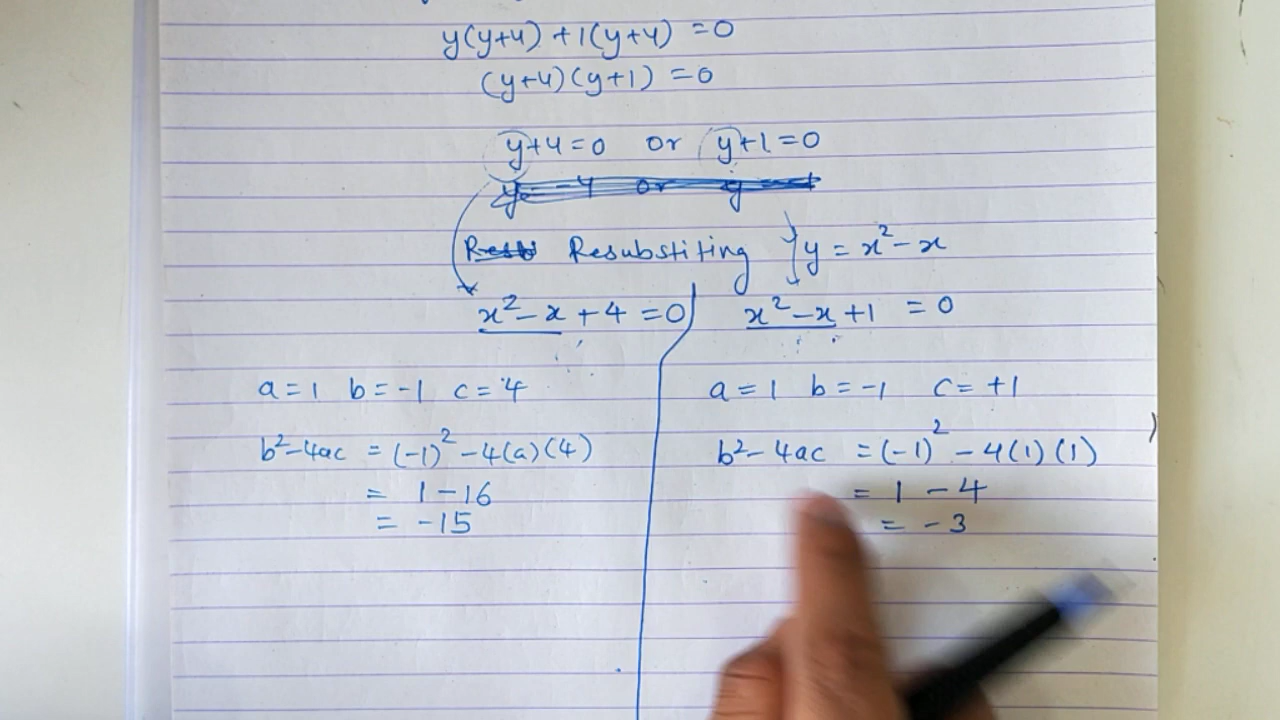 y(y+4) +1(y+4) =0
(y+4)(y+1) =0
y+4=0 or y+1=0
y=-4 or y
Resubstiting y = x²-x
x²-x+4=0 x²-x+1 =0
a=1 b=-1 c=4
b²-4ac = (-1)² -4(a)(4)
= 1-16
= -15
a=1 b=-1 c=+1
b²-4ac =(-1)² -4(1)(1)
= 1 -4
= -3